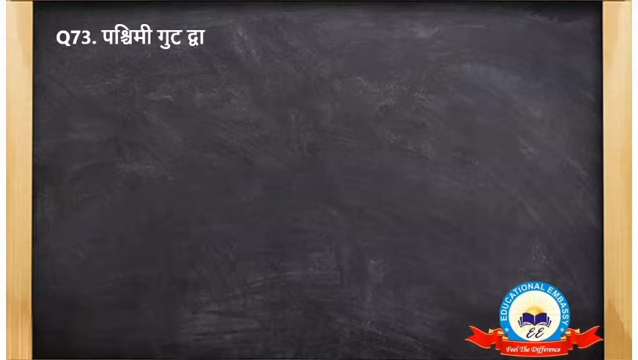 Q73. पश्चिमी गुट द्वा
EDUCATIONAL EMBASSY
EE
Feel The Difference